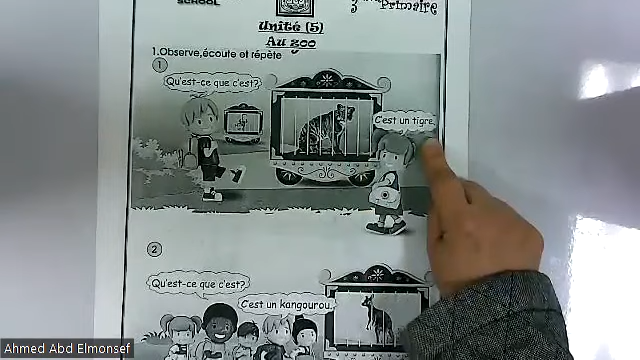 SCHOOL
3
Primaire
Unité (5)
Au zoo
1.Observe,écoute et répète
1
Qu'est-ce que c'est?
C'est un tigre.
2
Qu'est-ce que c'est?
C'est un kangourou.
Ahmed Abd Elmonsef